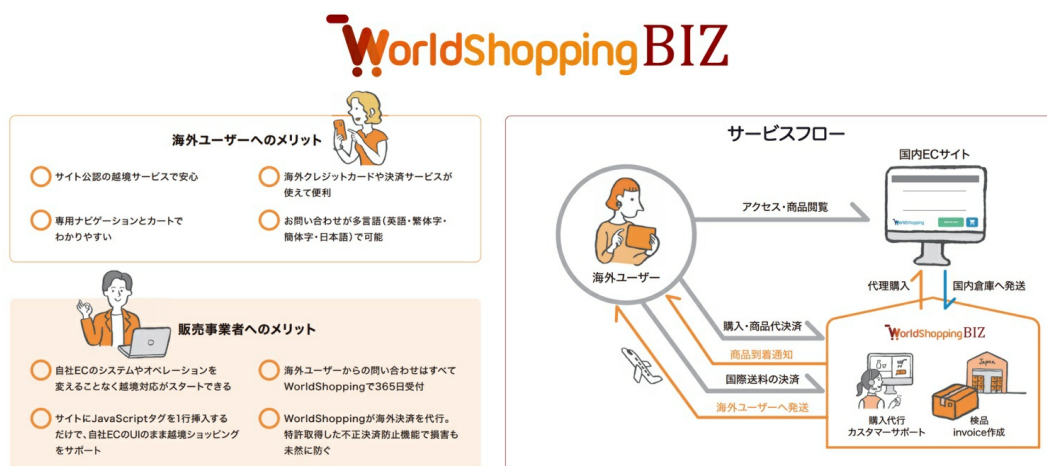 WorldShopping BIZ
海外ユーザーへのメリット
サイト公認の越境サービスで安心
海外クレジットカードや決済サービスが
使えて便利
専用ナビゲーションとカートで
わかりやすい
お問い合わせが多言語(英語・繁体字・
簡体字・日本語)で可能
販売事業者へのメリット
自社ECのシステムやオペレーションを
変えることなく越境対応がスタートできる
海外ユーザーからの問い合わせはすべて
WorldShoppingで365日受付
サイトにJavaScriptタグを1行挿入する
だけで、自社ECのUIのまま越境ショッピング
をサポート
WorldShoppingが海外決済を代行。
特許取得した不正決済防止機能で損害も
未然に防ぐ
サービスフロー
国内ECサイト
アクセス・商品閲覧
WorldShopping
海外ユーザー
代理購入
国内倉庫へ発送
購入・商品代決済
商品到着通知
国際送料の決済
海外ユーザーへ発送
WorldShopping BIZ
Japan
購入代行
カスタマーサポート
検品
invoice作成